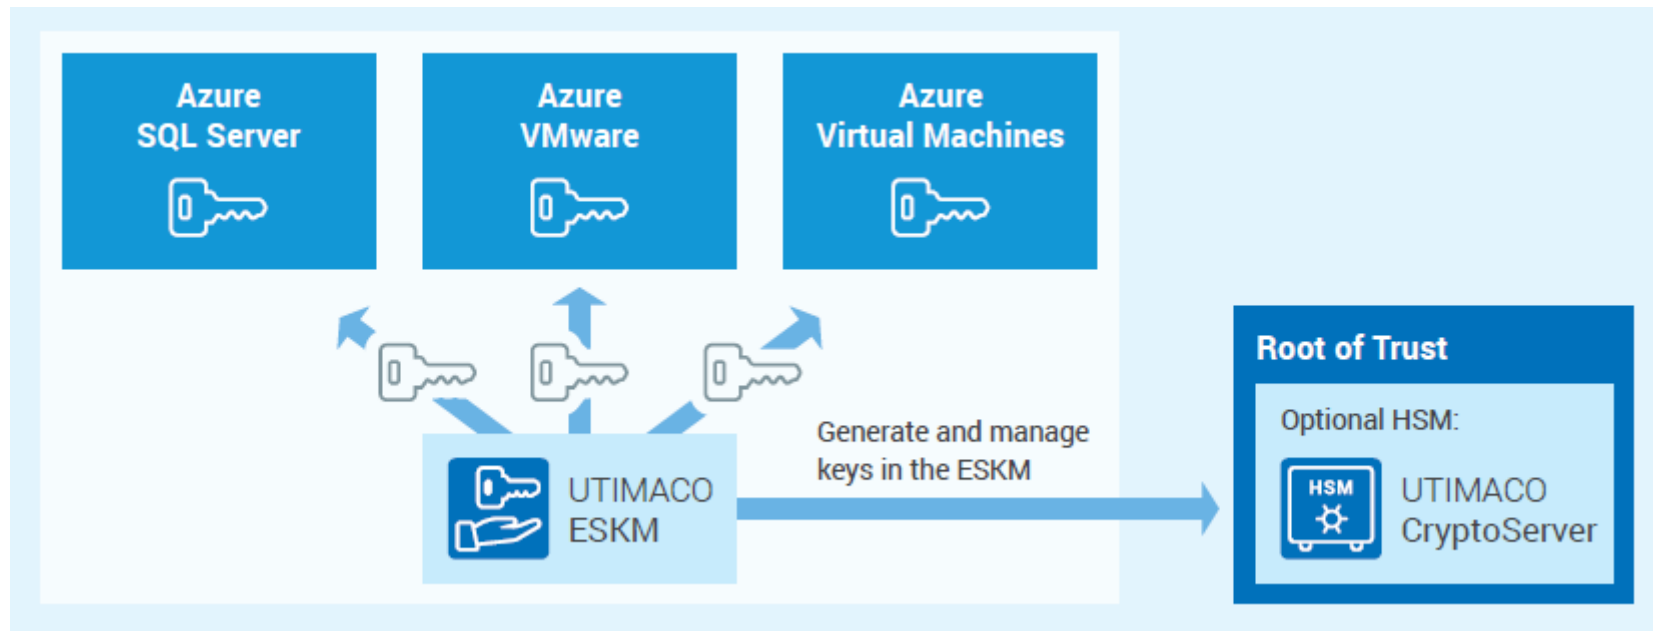 Azure
SQL Server
Azure
VMware
Azure
Virtual Machines
Root of Trust
Optional HSM:
HSM
UTIMACO
CryptoServer
Generate and manage
keys in the ESKM
UTIMACO
ESKM